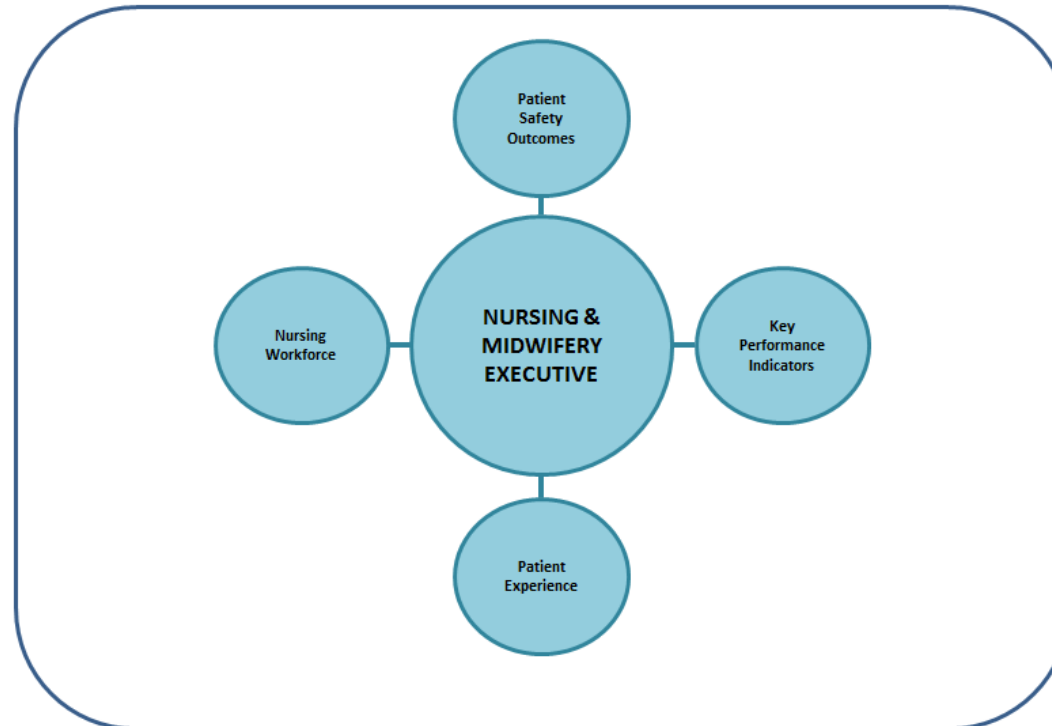 Patient
Safety
Outcomes
Nursing
Workforce
NURSING &
MIDWIFERY
EXECUTIVE
Key
Performance
Indicators
Patient
Experience